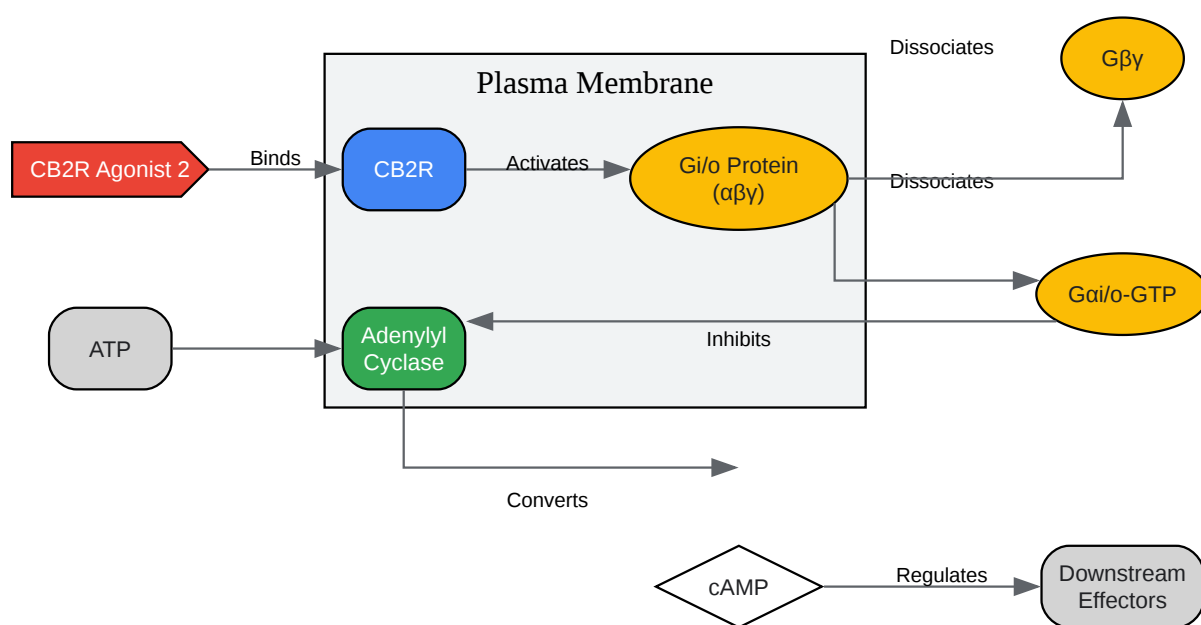 Dissociates
Gβγ
Plasma Membrane
CB2R Agonist 2
Binds
CB2R
Activates
Gi/o Protein
(αβγ)
Dissociates
Gαi/o-GTP
ATP
Adenylyl
Cyclase
Inhibits
Converts
cAMP
Regulates
Downstream
Effectors